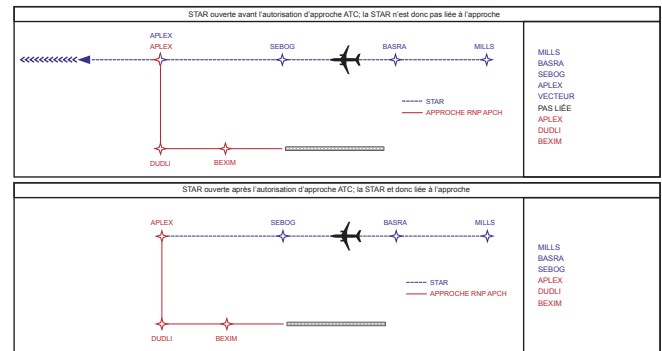 STAR ouverte avant l'autorisation d'approche ATC; la STAR n'est donc pas liée à l'approche
APLEX
APLEX
SEBOG
BASRA
MILLS
STAR
APPROCHE RNP APCH
DUDLI
BEXIM
MILLS
BASRA
SEBOG
APLEX
VECTEUR
PAS LIÉE
APLEX
DUDLI
BEXIM
STAR ouverte après l'autorisation d'approche ATC; la STAR et donc liée à l'approche
APLEX
SEBOG
BASRA
MILLS
STAR
APPROCHE RNP APCH
DUDLI
BEXIM
MILLS
BASRA
SEBOG
APLEX
DUDLI
BEXIM